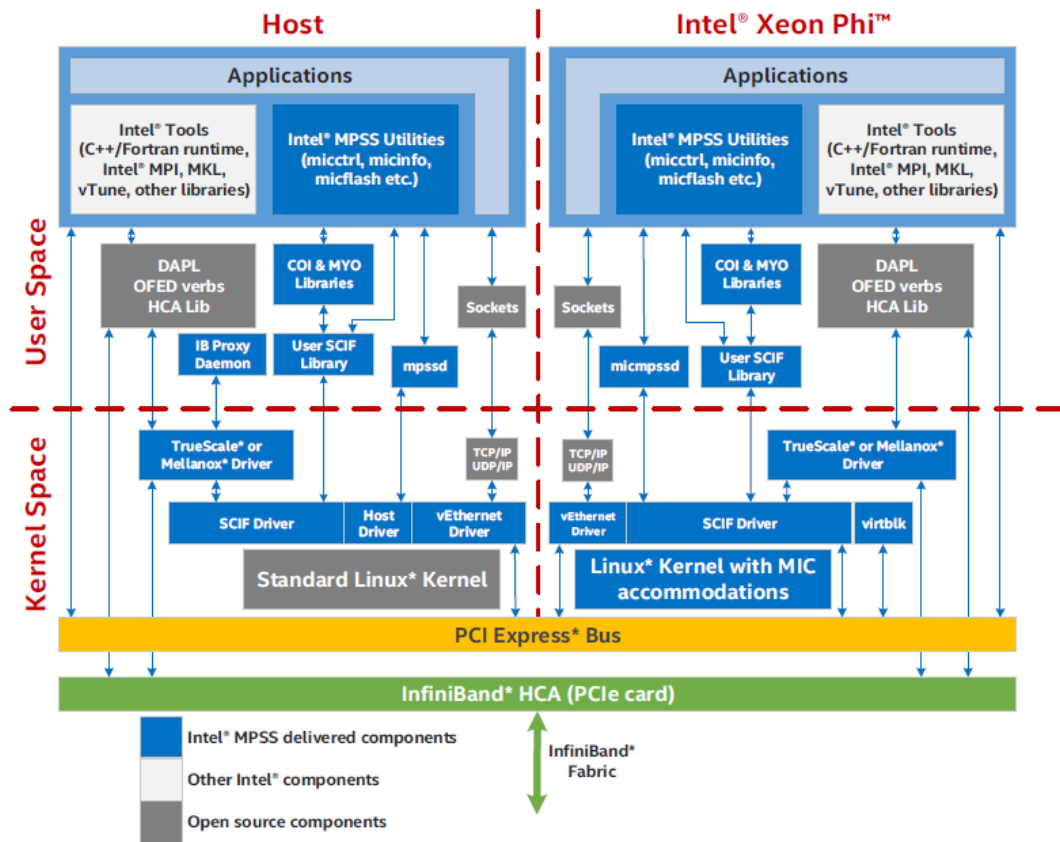 Host
Intel® Xeon Phi™
Applications
Intel® Tools
(C++/Fortran runtime,
Intel® MPI, MKL,
vTune, other libraries)
Intel® MPSS Utilities
(micctrl, micinfo,
micflash etc.)
Applications
Intel® MPSS Utilities
(micctrl, micinfo,
micflash etc.)
Intel® Tools
(C++/Fortran runtime,
Intel® MPI, MKL,
vTune, other libraries)
User Space
DAPL
OFED verbs
HCA Lib
COI & MYO
Libraries
Sockets
IB Proxy
Daemon
User SCIF
Library
mpssd
Sockets
COI & MYO
Libraries
DAPL
OFED verbs
HCA Lib
micmpssd
User SCIF
Library
Kernel Space
TrueScale* or
Mellanox* Driver
TCP/IP
UDP/IP
SCIF Driver
Host
Driver
vEthernet
Driver
Standard Linux* Kernel
TCP/IP
UDP/IP
TrueScale* or Mellanox*
Driver
vEthernet
Driver
SCIF Driver
virtblk
Linux* Kernel with MIC
accommodations
PCI Express* Bus
InfiniBand* HCA (PCIe card)
Intel® MPSS delivered components
Other Intel® components
Open source components
InfiniBand*
Fabric